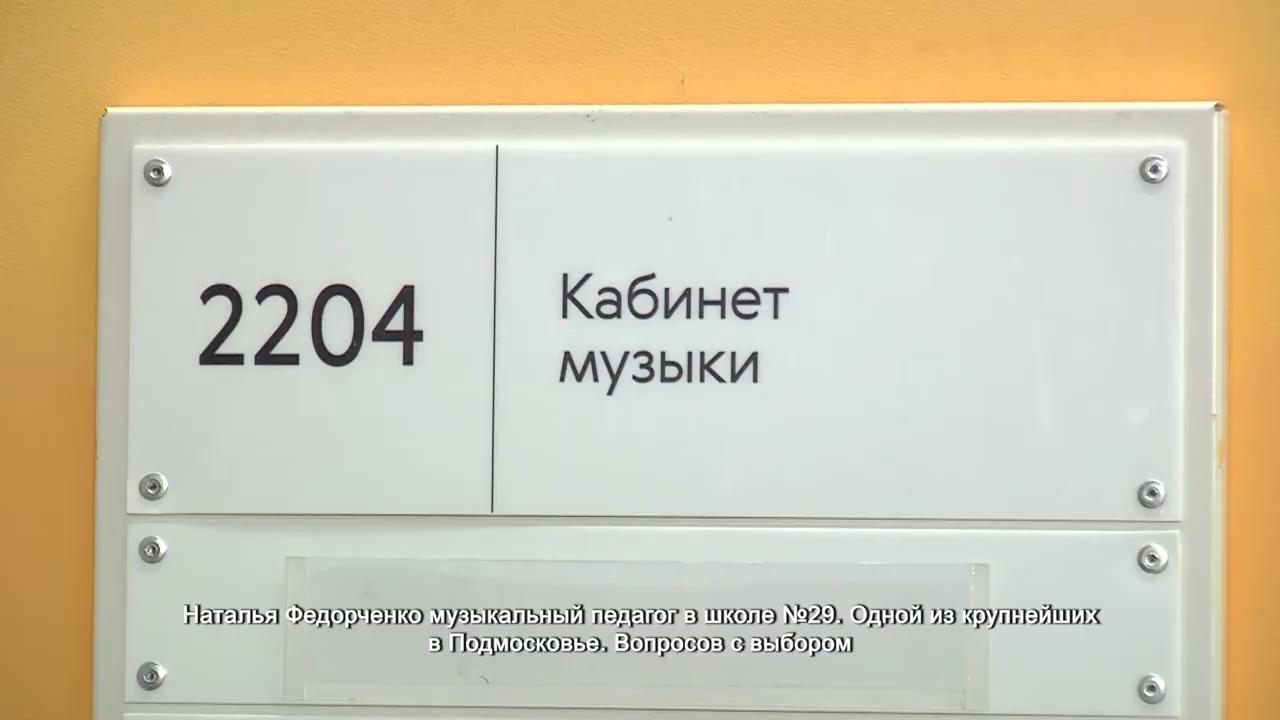 2204
Кабинет
музыки
Наталья Федорченко музыкальный педагог в школе №29. Одной из крупнейших
в Подмосковье. Вопросов с выбором